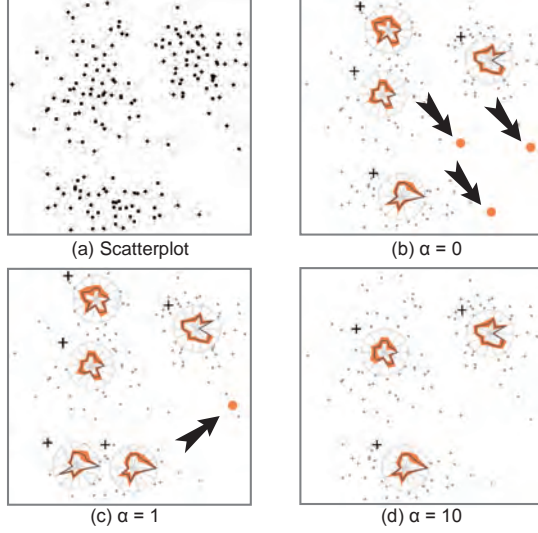 (a) Scatterplot
(b) α = 0
(c) α = 1
(d) α = 10